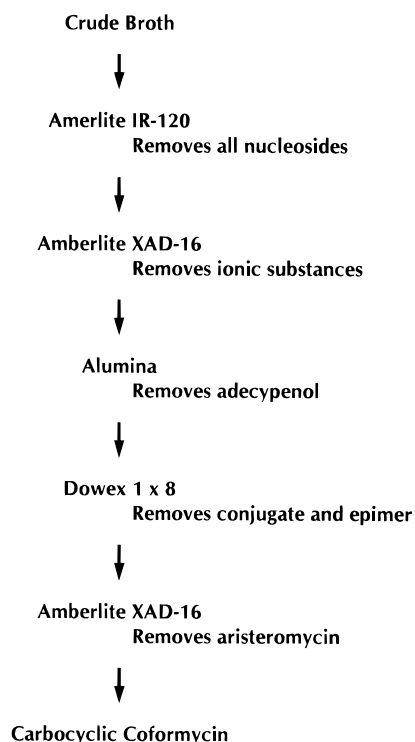 Crude Broth
Amerlite IR-120
Removes all nucleosides
Amberlite XAD-16
Removes ionic substances
Alumina
Removes adecypenol
Dowex 1 x 8
Removes conjugate and epimer
Amberlite XAD-16
Removes aristeromycin
Carbocyclic Coformycin